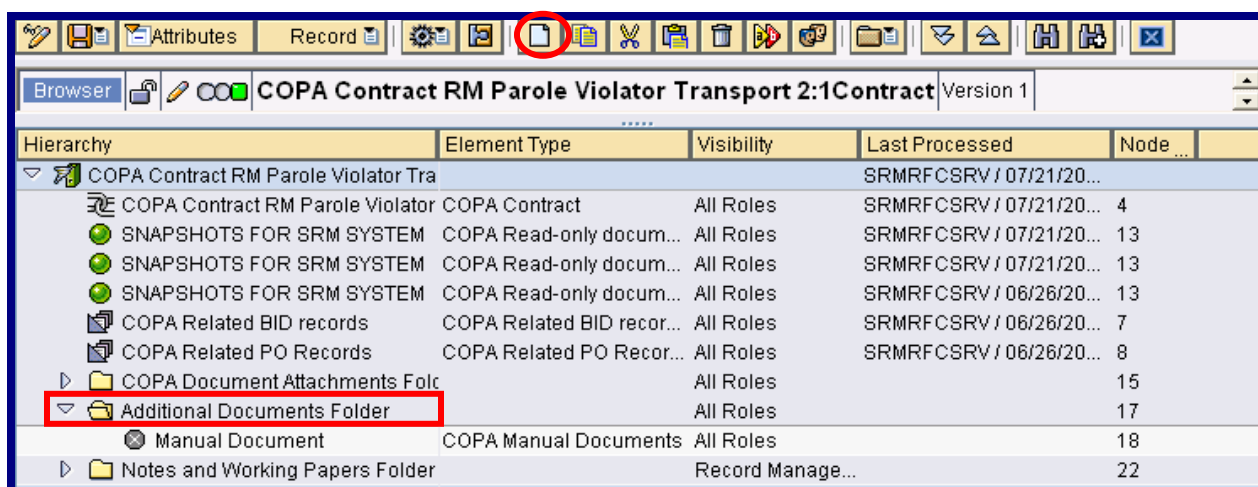 Attributes Record
Browser COPA Contract RM Parole Violator Transport 2:1Contract Version 1
Hierarchy Element Type Visibility Last Processed Node ...
COPA Contract RM Parole Violator Tra SRMRFCSRV / 07/21/20...
COPA Contract RM Parole Violator COPA Contract All Roles SRMRFCSRV / 07/21/20... 4
SNAPSHOTS FOR SRM SYSTEM COPA Read-only docum... All Roles SRMRFCSRV / 07/21/20... 13
SNAPSHOTS FOR SRM SYSTEM COPA Read-only docum... All Roles SRMRFCSRV / 07/21/20... 13
SNAPSHOTS FOR SRM SYSTEM COPA Read-only docum... All Roles SRMRFCSRV / 06/26/20... 13
COPA Related BID records COPA Related BID recor... All Roles SRMRFCSRV / 06/26/20... 7
COPA Related PO Records COPA Related PO Recor... All Roles SRMRFCSRV / 06/26/20... 8
COPA Document Attachments Folc All Roles 15
Additional Documents Folder All Roles 17
Manual Document COPA Manual Documents All Roles 18
Notes and Working Papers Folder Record Manage... 22